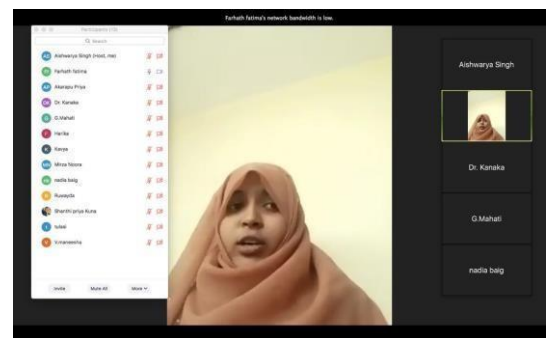 Farhath fatima's network bandwidth is low.
Participants (13)
Search
Aishwarya Singh (Host, me)
Farhath fatima
Akarapu Priya
Dr. Kanaka
G.Mahati
Harika
Kavya
Mirza Noora
nadia baig
Ruwayda
Shanthi priya Kuna
tulasi
Invite
Mute All
More
Aishwarya Singh
Dr. Kanaka
G.Mahati
nadia baig